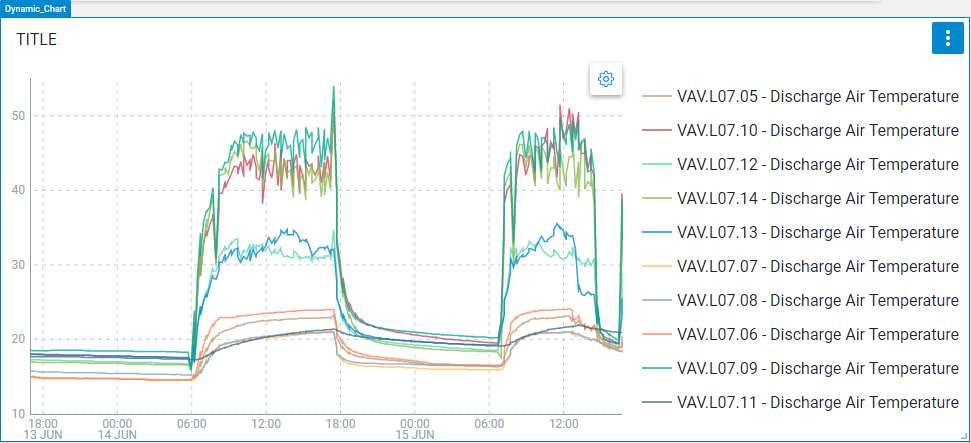 Dynamic_Chart
TITLE
50
40
30
20
10
18:00 00:00 06:00 12:00 18:00 00:00 06:00 12:00
13 JUN 14 JUN 15 JUN
VAV.L07.05 - Discharge Air Temperature
VAV.L07.10 - Discharge Air Temperature
VAV.L07.12 - Discharge Air Temperature
VAV.L07.14 - Discharge Air Temperature
VAV.L07.13 - Discharge Air Temperature
VAV.L07.07 - Discharge Air Temperature
VAV.L07.08 - Discharge Air Temperature
VAV.L07.06 - Discharge Air Temperature
VAV.L07.09 - Discharge Air Temperature
VAV.L07.11 - Discharge Air Temperature